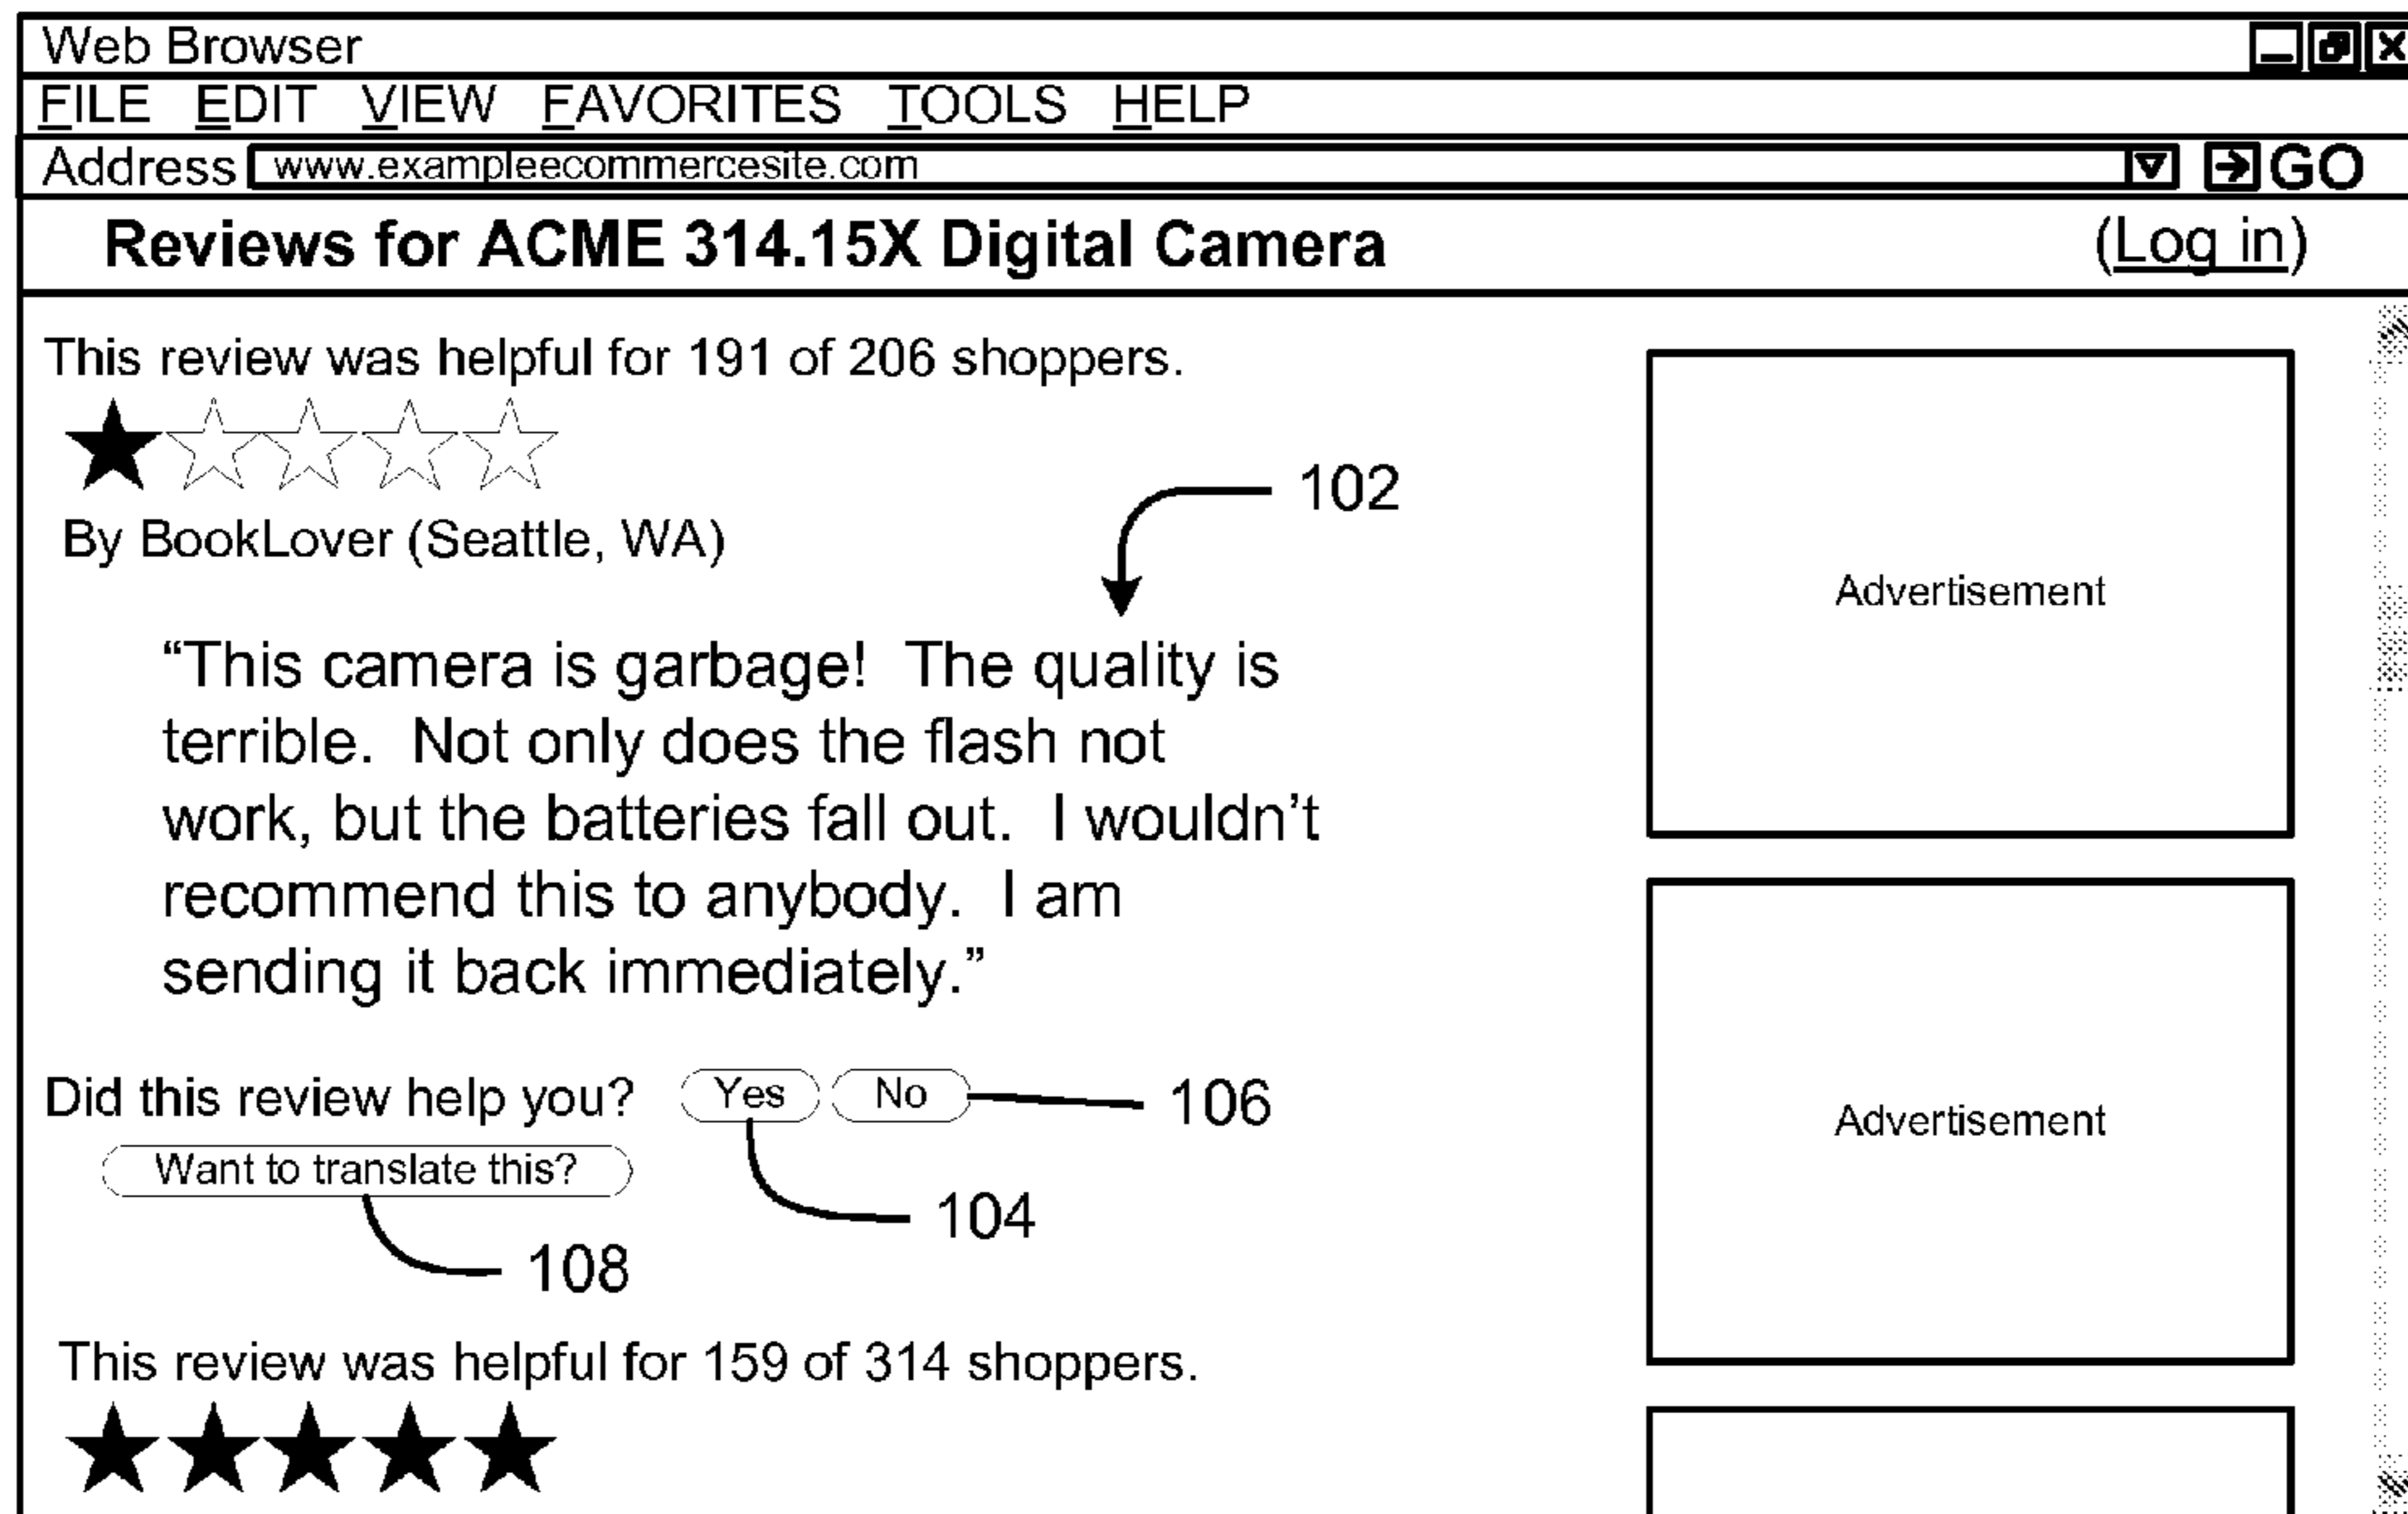 Web Browser
FILE EDIT VIEW FAVORITES TOOLS HELP
Address www.exampleecommercesite.com GO
Reviews for ACME 314.15X Digital Camera (Log in)
This review was helpful for 191 of 206 shoppers.
102
By BookLover (Seattle, WA)
Advertisement
“This camera is garbage!  The quality is
terrible.  Not only does the flash not
work, but the batteries fall out.  I wouldn’t
recommend this to anybody.  I am
sending it back immediately.”
Did this review help you? Yes No 106
Advertisement
Want to translate this?
104
108
This review was helpful for 159 of 314 shoppers.